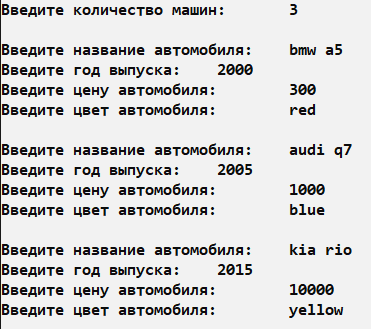 Введите количество машин: 3
Введите название автомобиля: bmw a5
Введите год выпуска: 2000
Введите цену автомобиля: 300
Введите цвет автомобиля: red
Введите название автомобиля: audi q7
Введите год выпуска: 2005
Введите цену автомобиля: 1000
Введите цвет автомобиля: blue
Введите название автомобиля: kia rio
Введите год выпуска: 2015
Введите цену автомобиля: 10000
Введите цвет автомобиля: yellow